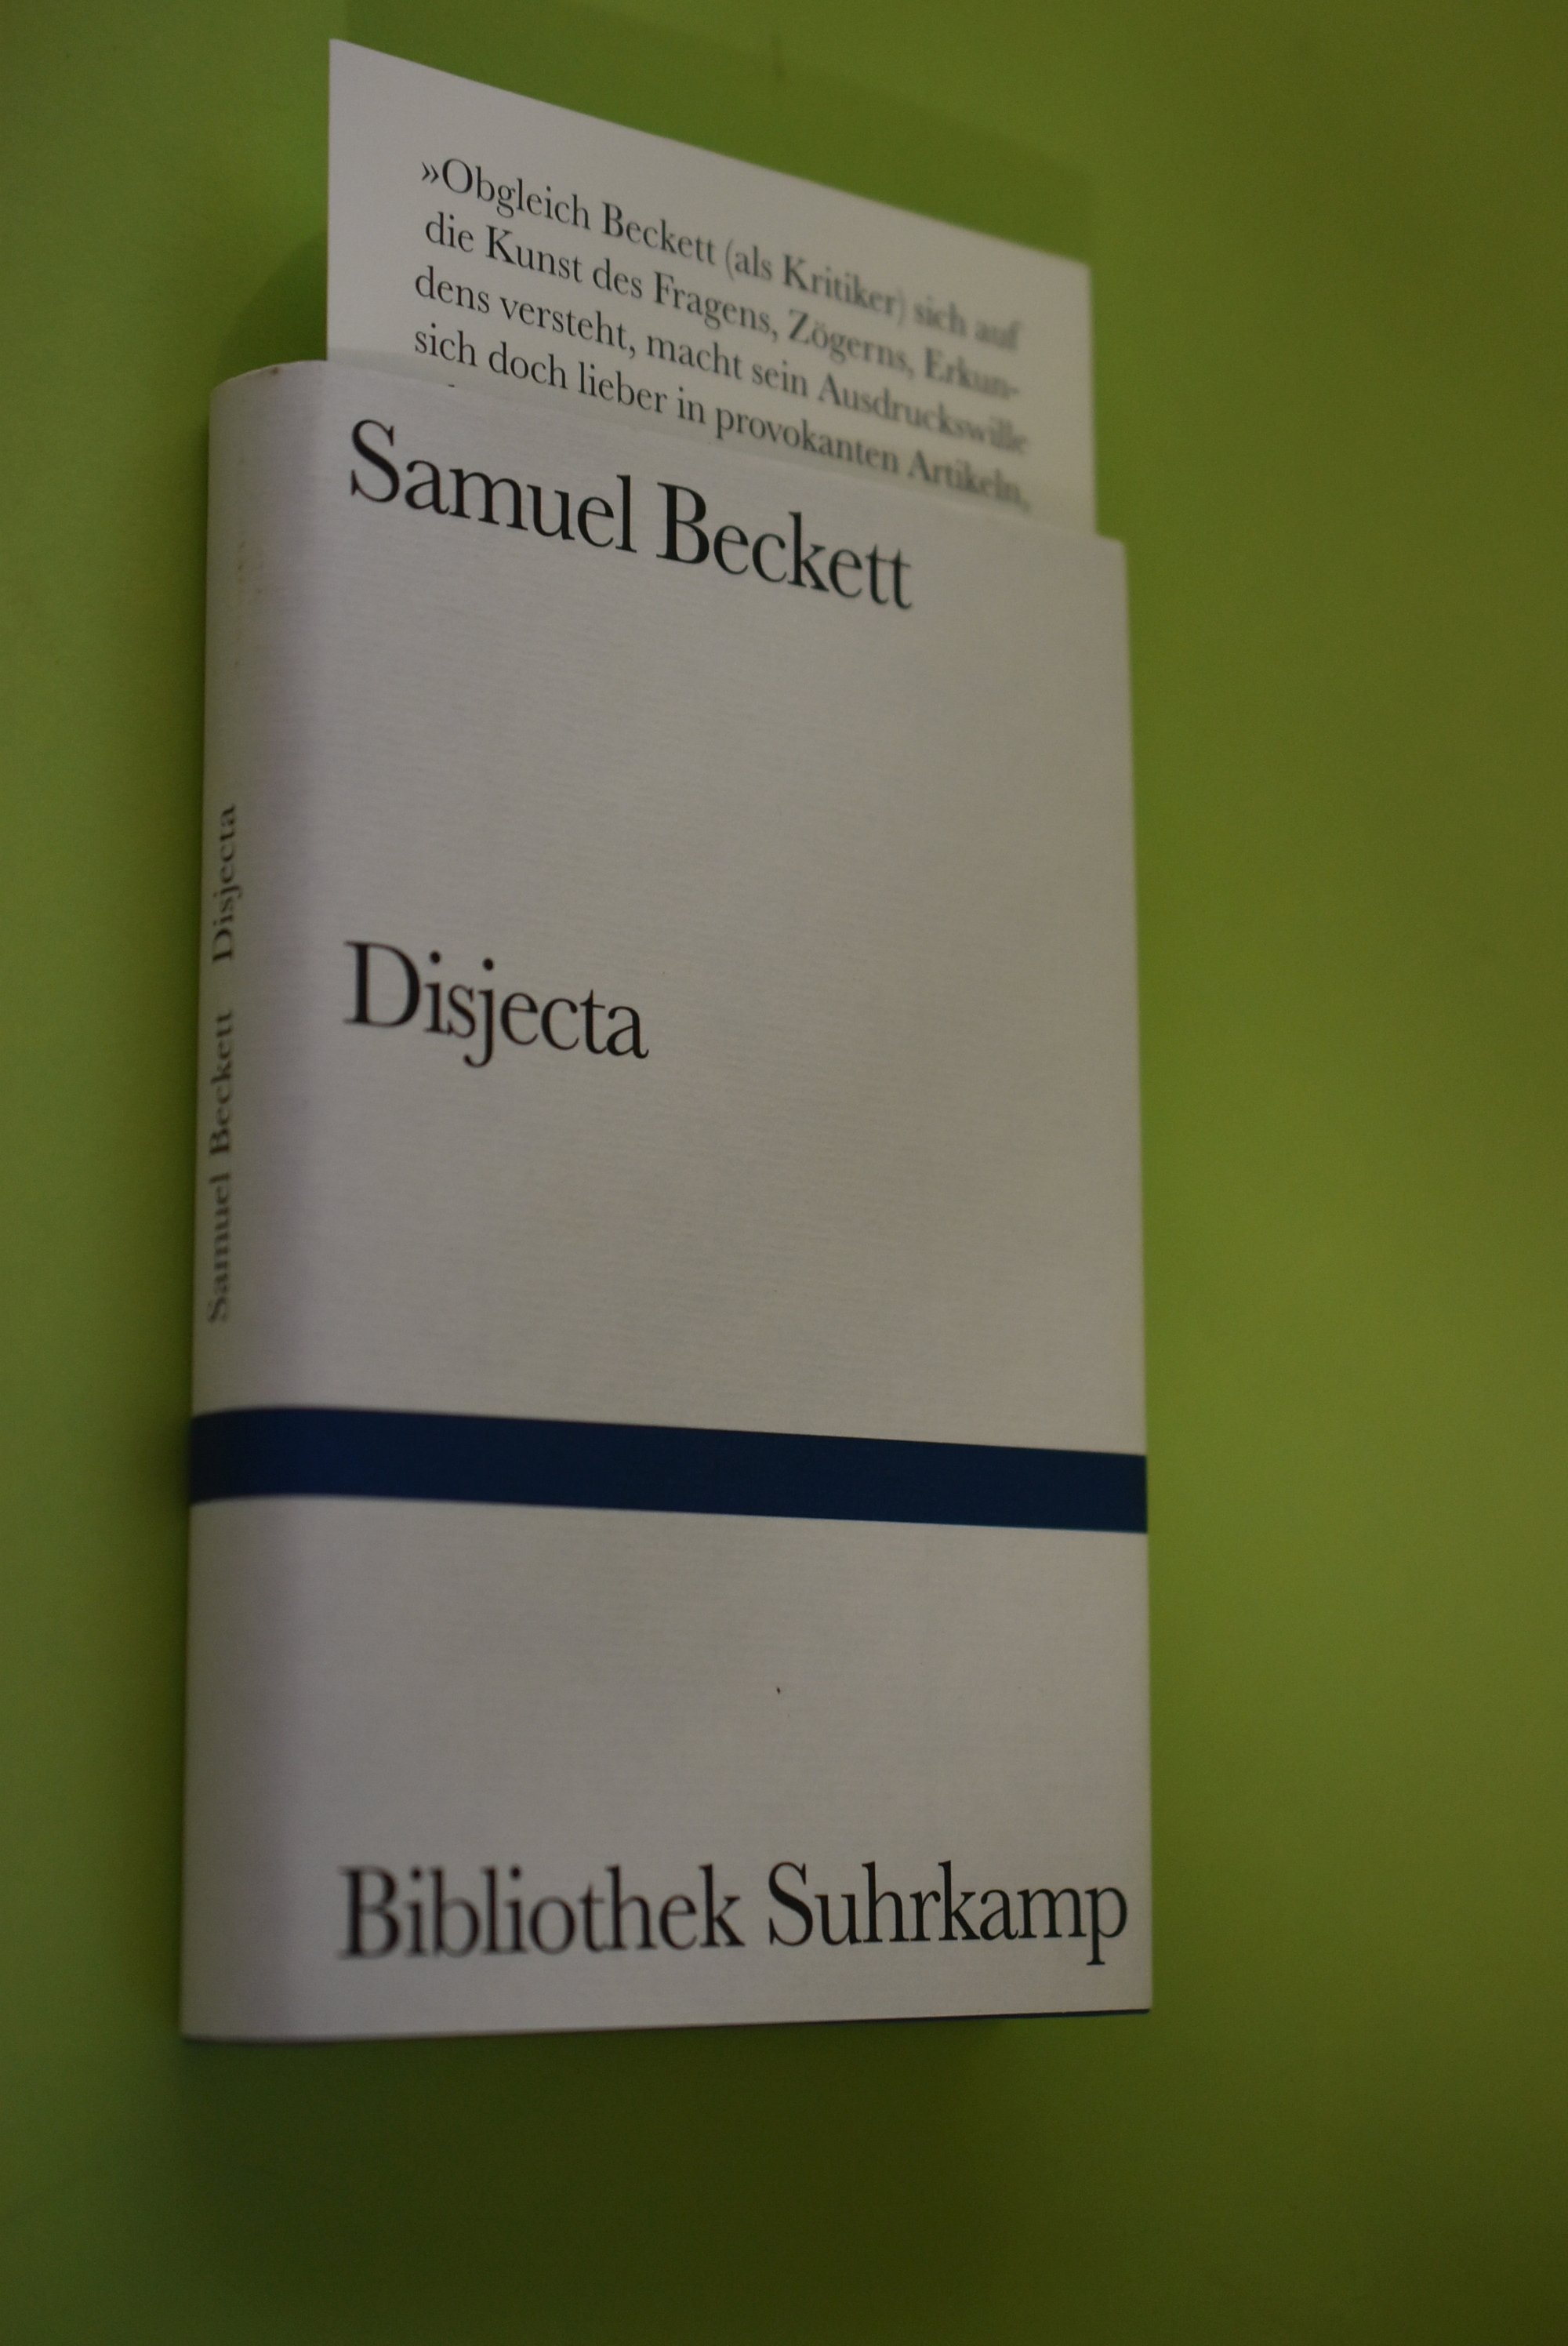 »Obgleich Beckett (als Kritiker) sich auf
die Kunst des Fragens, Zögerns, Erkun-
dens versteht, macht sein Ausdruckswille
sich doch lieber in provokanten Artikeln,
Samuel Beckett
Disjecta
Bibliothek Suhrkamp
Samuel Beckett Disjecta